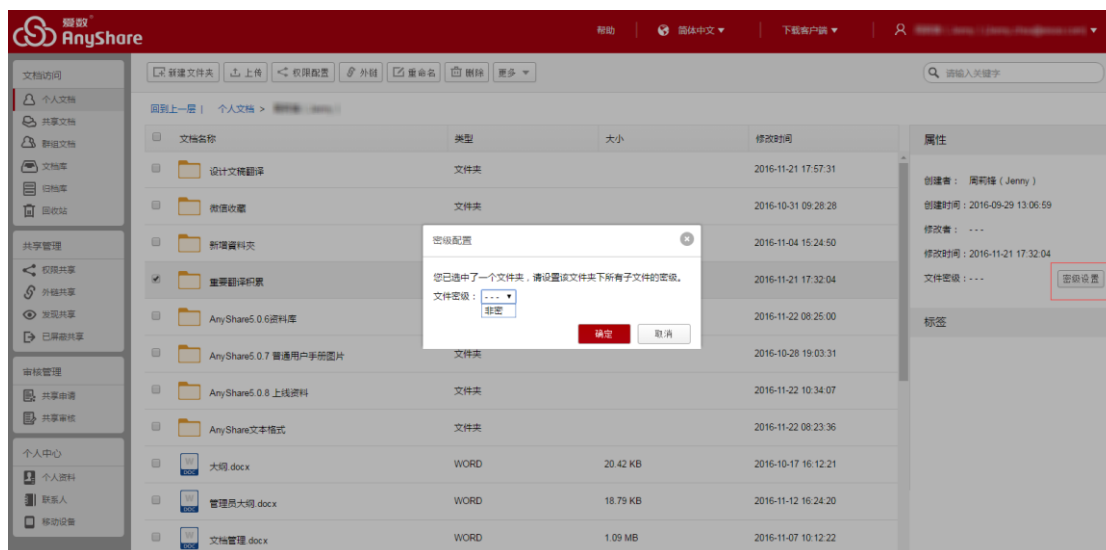 爱数
AnyShare
帮助
简体中文
下载客户端
文档访问
个人文档
共享文档
群组文档
文档库
归档库
回收站
共享管理
权限共享
外链共享
发现共享
已屏蔽共享
审核管理
共享申请
共享审核
个人中心
个人资料
联系人
移动设备
新建文件夹 上传 权限配置 外链 重命名 删除 更多
请输入关键字
回到上一层 | 个人文档 >
文档名称 类型 大小 修改时间
设计文稿翻译 文件夹 2016-11-21 17:57:31
微信收藏 文件夹 2016-10-31 09:28:28
新增資料夾 2016-11-04 15:24:50
重要翻译积累 2016-11-21 17:32:04
AnyShare5.0.6资料库 2016-11-22 08:25:00
AnyShare5.0.7 普通用户手册图片 文件夹 2016-10-28 19:03:31
AnyShare5.0.8 上线资料 文件夹 2016-11-22 10:34:07
AnyShare文本格式 文件夹 2016-11-22 08:23:36
大纲.docx WORD 20.42 KB 2016-10-17 16:12:21
管理员大纲.docx WORD 18.79 KB 2016-11-12 16:24:20
文档管理.docx WORD 1.09 MB 2016-11-07 10:12:22
密级配置
您已选中了一个文件夹，请设置该文件夹下所有子文件的密级。
文件密级： ---
非密
确定 取消
属性
创建者： 周莉锋 ( Jenny )
创建时间：2016-09-29 13:06:59
修改者： ---
修改时间：2016-11-21 17:32:04
文件密级：--- 密级设置
标签